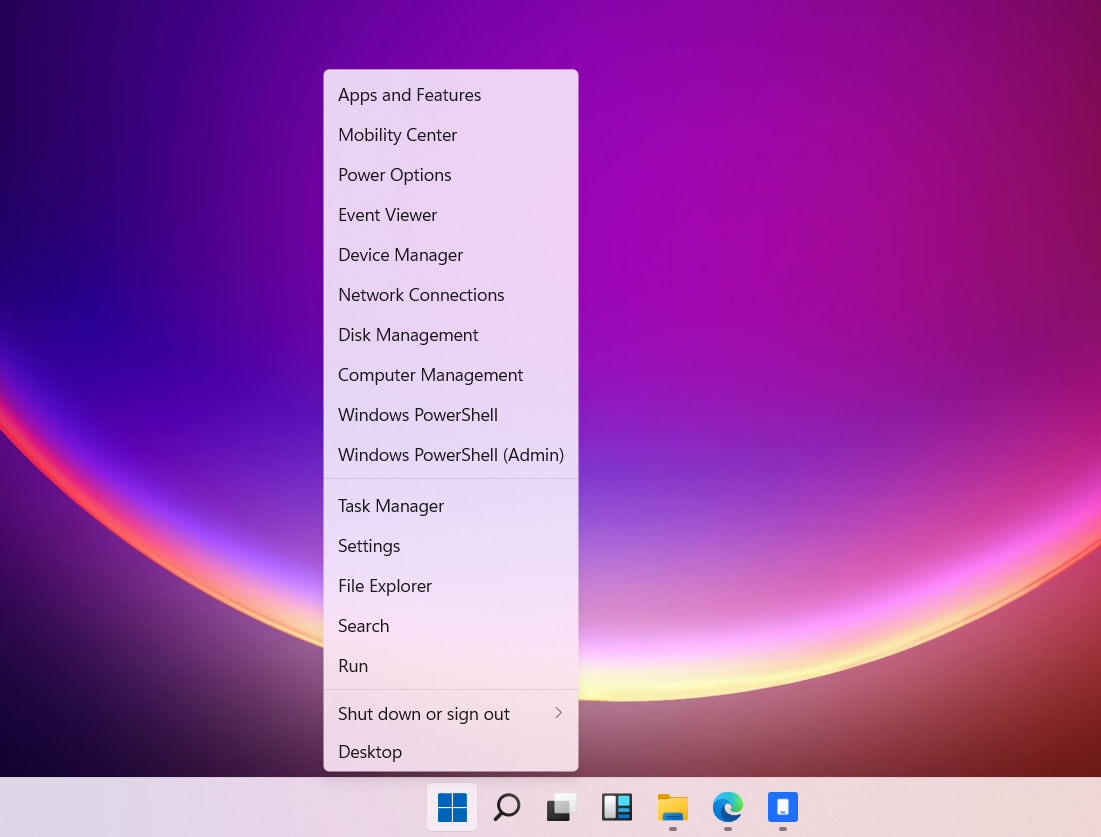 Apps and Features
Mobility Center
Power Options
Event Viewer
Device Manager
Network Connections
Disk Management
Computer Management
Windows PowerShell
Windows PowerShell (Admin)
Task Manager
Settings
File Explorer
Search
Run
Shut down or sign out
Desktop